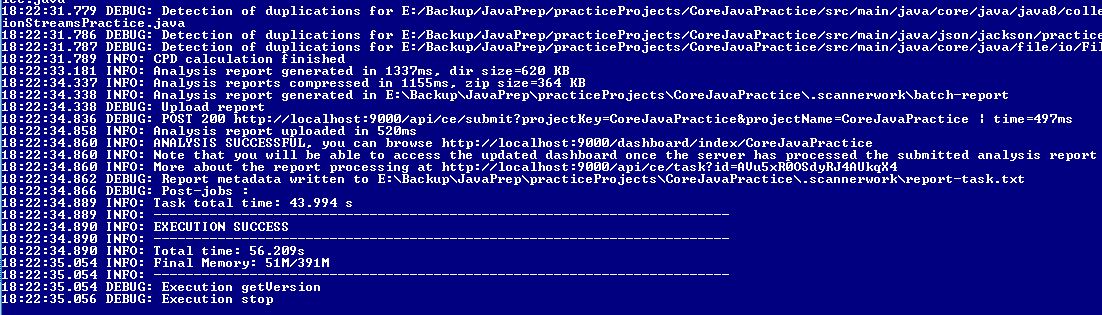 18:22:31.779 DEBUG: Detection of duplications for E:/Backup/JavaPrep/practiceProjects/CoreJavaPractice/src/main/java/core/java/java8/colle
ionStreamsPractice.java
18:22:31.786 DEBUG: Detection of duplications for E:/Backup/JavaPrep/practiceProjects/CoreJavaPractice/src/main/java/json/jackson/practice
18:22:31.787 DEBUG: Detection of duplications for E:/Backup/JavaPrep/practiceProjects/CoreJavaPractice/src/main/java/core/java/file/io/Fil
18:22:31.789 INFO: CPD calculation finished
18:22:33.181 INFO: Analysis report generated in 1337ms, dir size=620 KB
18:22:34.337 INFO: Analysis reports compressed in 1155ms, zip size=364 KB
18:22:34.338 INFO: Analysis report generated in E:\Backup\JavaPrep\practiceProjects\CoreJavaPractice\.scannerwork\batch-report
18:22:34.338 DEBUG: Upload report
18:22:34.836 DEBUG: POST 200 http://localhost:9000/api/ce/submit?projectKey=CoreJavaPractice&projectName=CoreJavaPractice | time=497ms
18:22:34.858 INFO: Analysis report uploaded in 520ms
18:22:34.860 INFO: ANALYSIS SUCCESSFUL, you can browse http://localhost:9000/dashboard/index/CoreJavaPractice
18:22:34.860 INFO: Note that you will be able to access the updated dashboard once the server has processed the submitted analysis report
18:22:34.860 INFO: More about the report processing at http://localhost:9000/api/ce/task?id=AVu5xR0OSdyRJ4AUkqX4
18:22:34.862 DEBUG: Report metadata written to E:\Backup\JavaPrep\practiceProjects\CoreJavaPractice\.scannerwork\report-task.txt
18:22:34.866 DEBUG: Post-jobs :
18:22:34.889 INFO: Task total time: 43.994 s
18:22:34.889 INFO: ------------------------------------------------------------------------
18:22:34.890 INFO: EXECUTION SUCCESS
18:22:34.890 INFO: ------------------------------------------------------------------------
18:22:34.890 INFO: Total time: 56.209s
18:22:35.054 INFO: Final Memory: 51M/391M
18:22:35.054 INFO: ------------------------------------------------------------------------
18:22:35.054 DEBUG: Execution getVersion
18:22:35.056 DEBUG: Execution stop